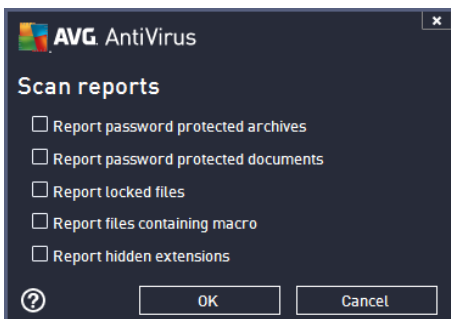 x
AVG. AntiVirus
Scan reports
Report password protected archives
Report password protected documents
Report locked files
Report files containing macro
Report hidden extensions
? OK Cancel